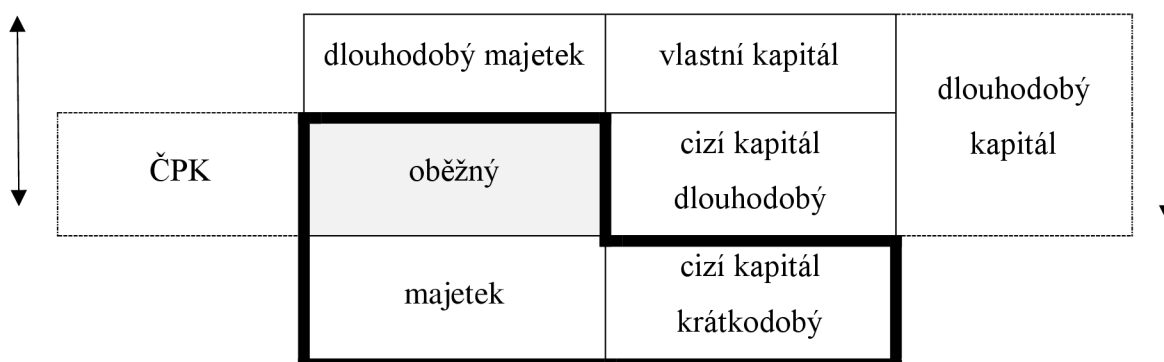 dlouhodobý majetek
vlastní kapitál
dlouhodobý
kapitál
ČPK
oběžný
cizí kapitál
dlouhodobý
majetek
cizí kapitál
krátkodobý